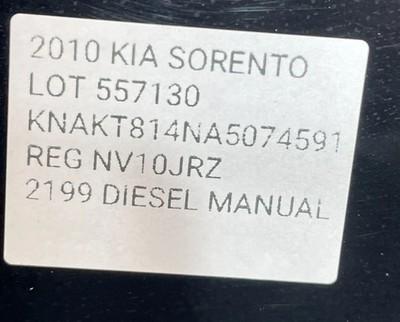 2010 KIA SORENTO
LOT 557130
KNAKT814NA5074591
REG NV10JRZ
2199 DIESEL MANUAL